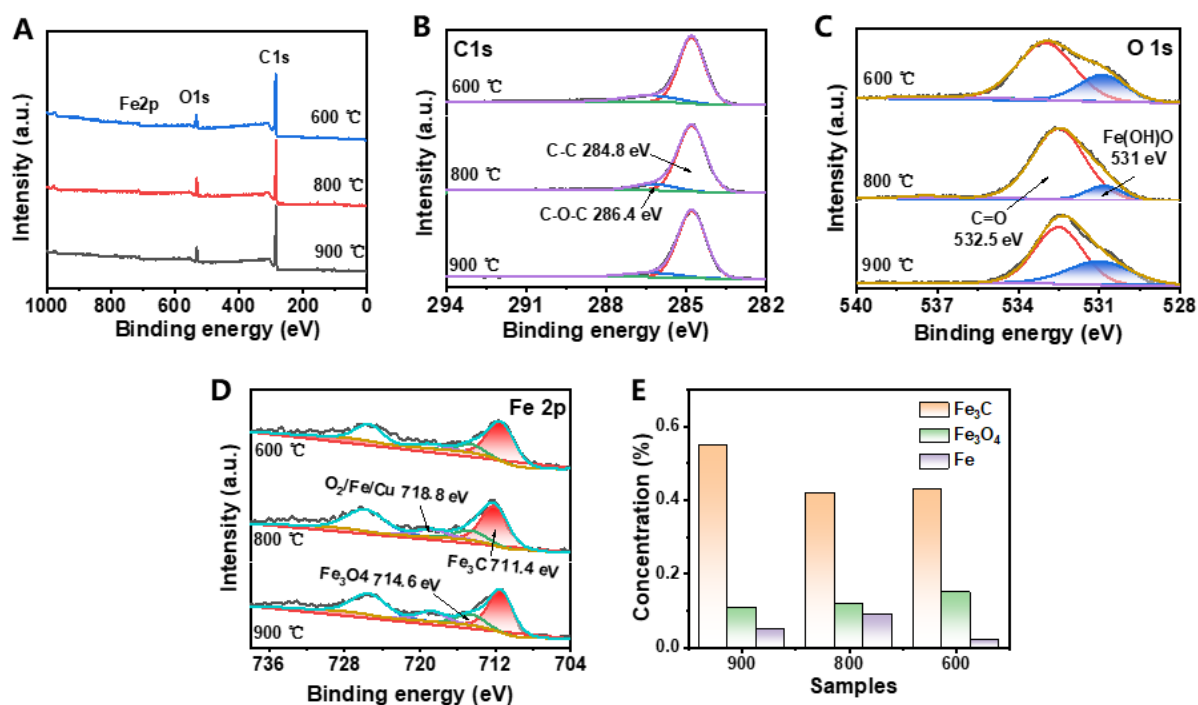 A
C1s
Fe2p
O1s
600 ℃
800 ℃
900 ℃
Intensity (a.u.)
1000
800
600
400
200
0
Binding energy (eV)
B
C1s
600 ℃
800 ℃
C-C 284.8 eV
C-O-C 286.4 eV
900 ℃
Intensity (a.u.)
294
291
288
285
282
Binding energy (eV)
C
O 1s
600 ℃
Fe(OH)O
531 eV
800 ℃
C=O
532.5 eV
900 ℃
Intensity (a.u.)
540
537
534
531
528
Binding energy (eV)
D
Fe 2p
600 ℃
O₂/Fe/Cu 718.8 eV
800 ℃
Fe₃C 711.4 eV
Fe₃O4 714.6 eV
900 ℃
Intensity (a.u.)
736
728
720
712
704
Binding energy (eV)
E
Fe₃C
Fe₃O₄
Fe
0.6
0.4
0.2
0.0
Concentration (%)
900
800
600
Samples